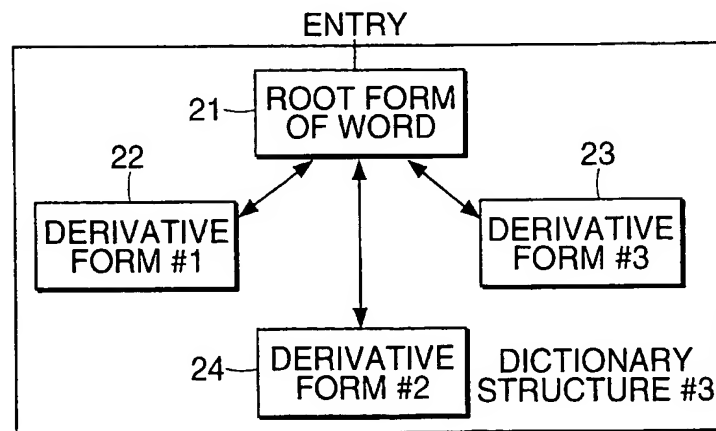 ENTRY
21
ROOT FORM
OF WORD
22
DERIVATIVE
FORM #1
23
DERIVATIVE
FORM #3
24
DERIVATIVE
FORM #2
DICTIONARY
STRUCTURE #3